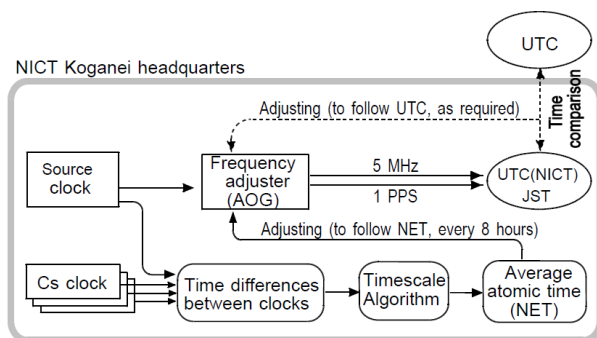 UTC
NICT Koganei headquarters
Adjusting (to follow UTC, as required)
Time
comparison
Source
clock
Frequency
adjuster
(AOG)
5 MHz
1 PPS
UTC(NICT)
JST
Adjusting (to follow NET, every 8 hours)
Cs clock
Time differences
between clocks
Timescale
Algorithm
Average
atomic time
(NET)